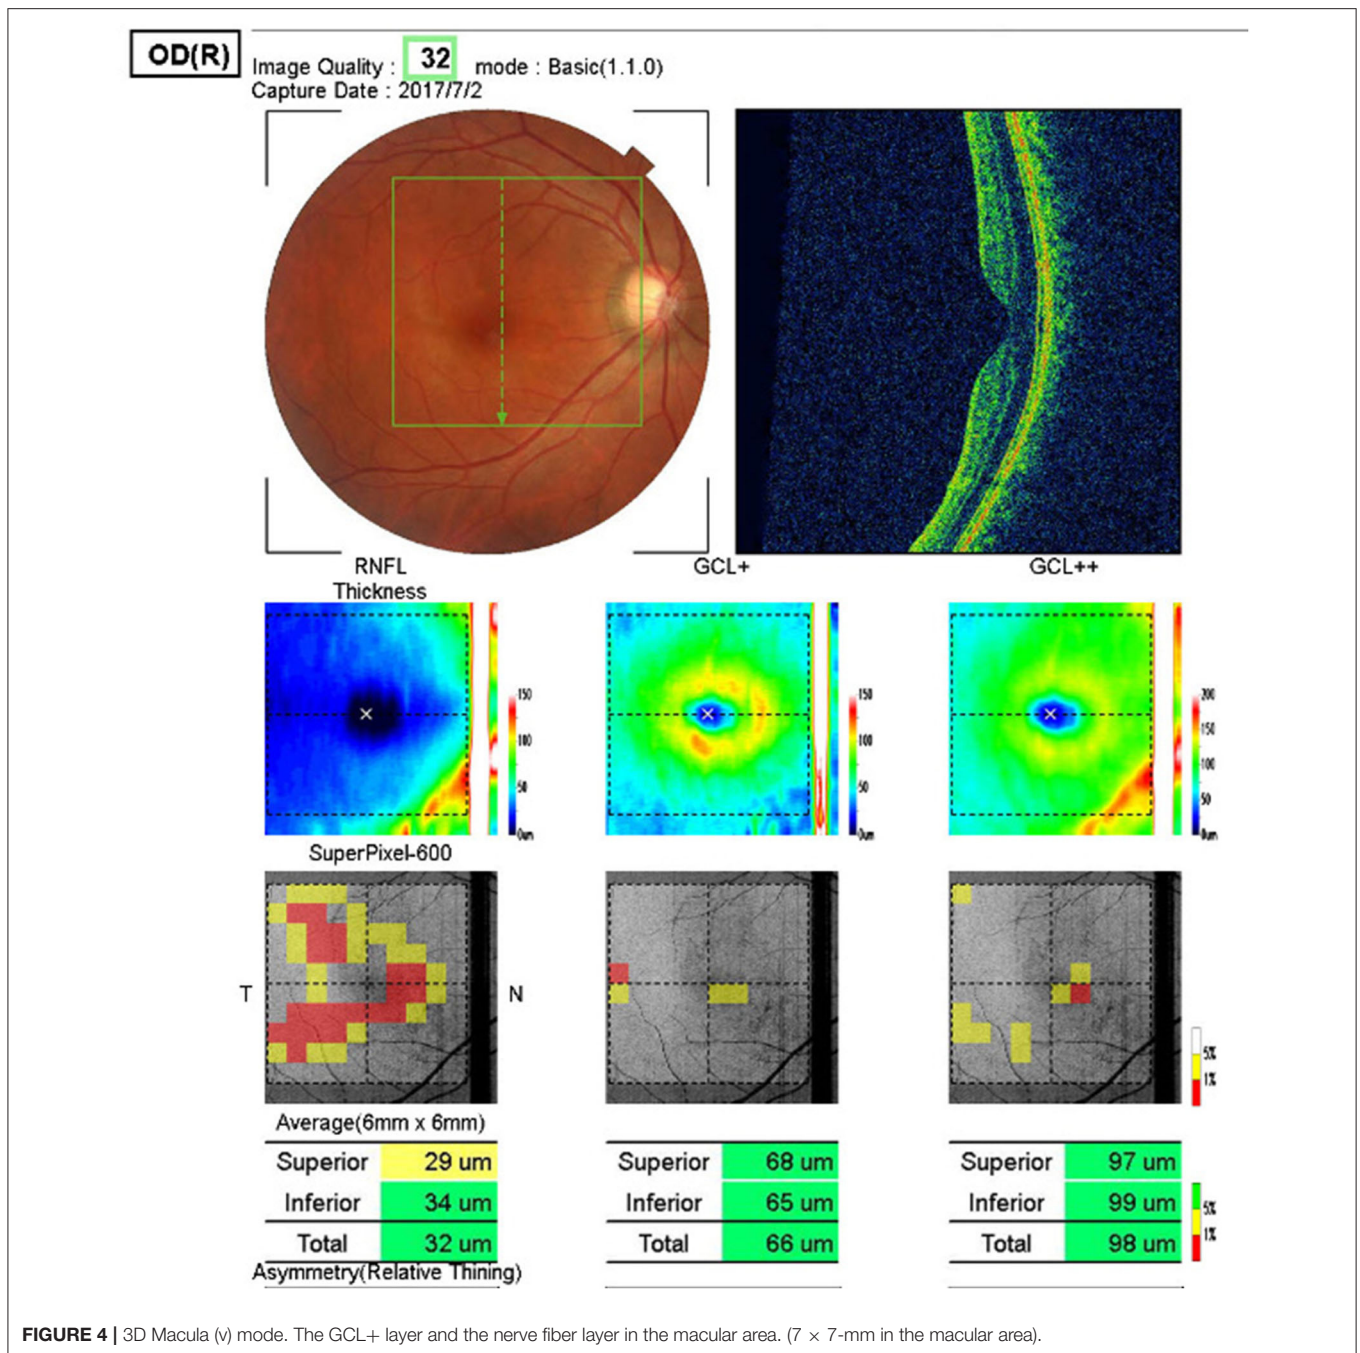 OD(R)
Image Quality : 32 mode : Basic(1.1.0)
Capture Date : 2017/7/2
RNFL GCL+ GCL++
Thickness
150 150 200
100 100 150
50 50 100
0um 0um 50
0um
SuperPixel-600
T N
5%
1%
Average(6mm x 6mm)
Superior 29 um Superior 68 um Superior 97 um
Inferior 34 um Inferior 65 um Inferior 99 um
Total 32 um Total 66 um Total 98 um
5%
1%
Asymmetry(Relative Thining)
FIGURE 4 | 3D Macula (v) mode. The GCL+ layer and the nerve fiber layer in the macular area. (7 × 7-mm in the macular area).